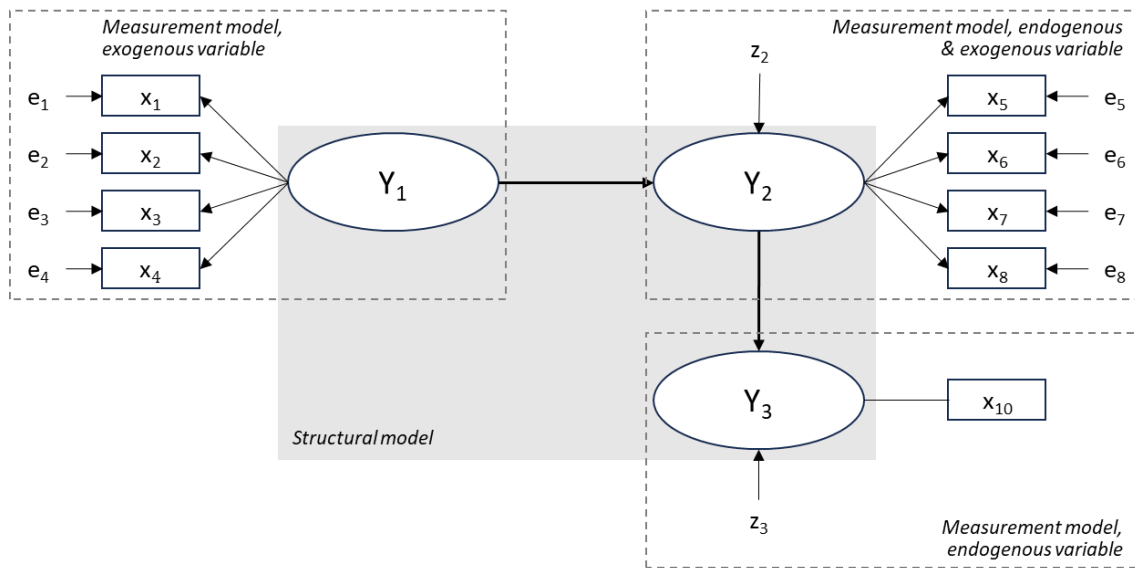 Measurement model,
exogenous variable
e₁ x₁
e₂ x₂
e₃ x₃
e₄ x₄
Y₁
Measurement model, endogenous
& exogenous variable
z₂
Y₂
x₅ e₅
x₆ e₆
x₇ e₇
x₈ e₈
Y₃
x₁₀
Structural model
z₃
Measurement model,
endogenous variable